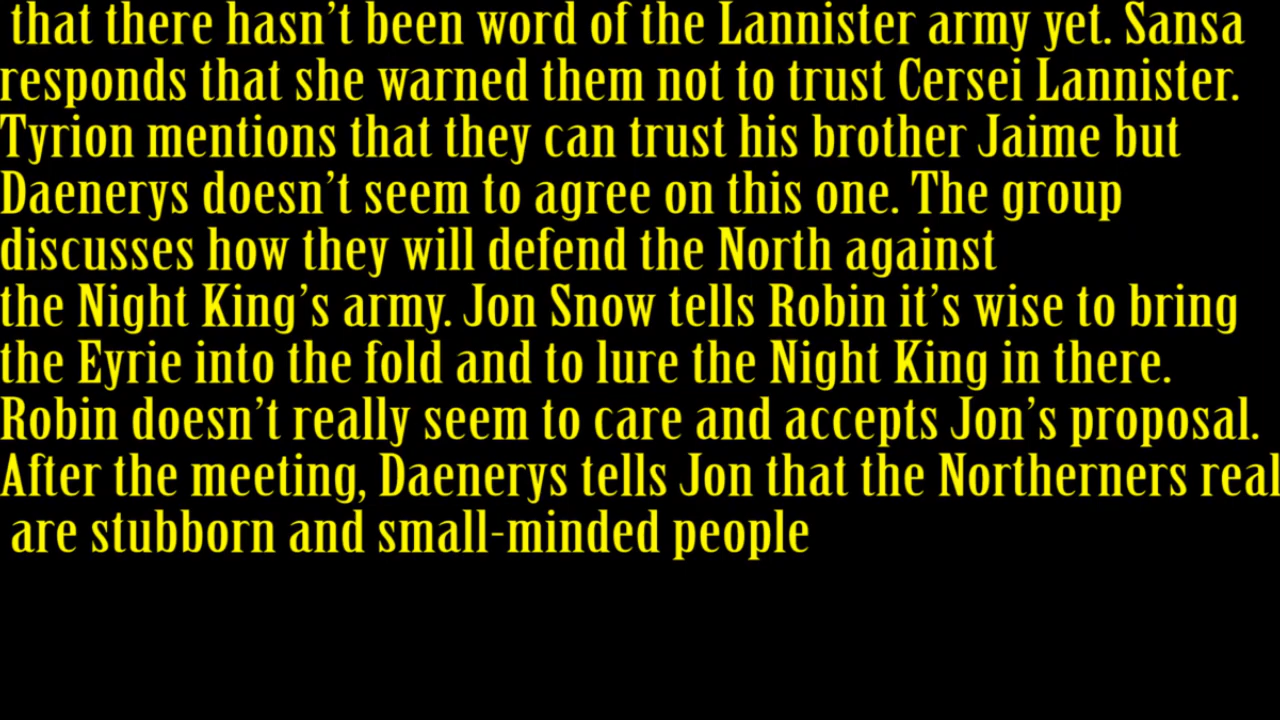 that there hasn't been word of the Lannister army yet. Sansa
responds that she warned them not to trust Cersei Lannister.
Tyrion mentions that they can trust his brother Jaime but
Daenerys doesn't seem to agree on this one. The group
discusses how they will defend the North against
the Night King's army. Jon Snow tells Robin it's wise to bring
the Eyrie into the fold and to lure the Night King in there.
Robin doesn't really seem to care and accepts Jon's proposal.
After the meeting, Daenerys tells Jon that the Northerners real
are stubborn and small-minded people